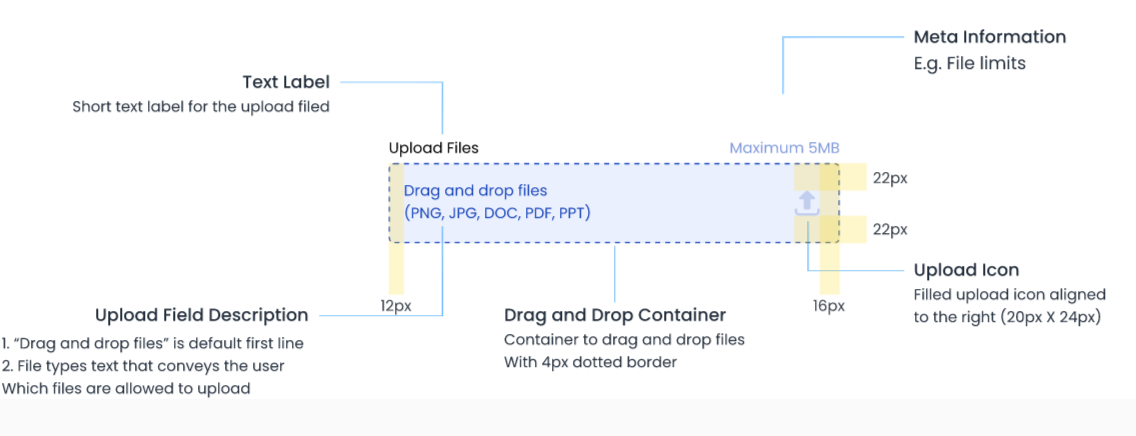 Meta Information
E.g. File limits
Text Label
Short text label for the upload filed
Upload Files
Maximum 5MB
Drag and drop files
(PNG, JPG, DOC, PDF, PPT)
22px
22px
12px
16px
Upload Icon
Filled upload icon aligned
to the right (20px X 24px)
Upload Field Description
1. “Drag and drop files” is default first line
2. File types text that conveys the user
Which files are allowed to upload
Drag and Drop Container
Container to drag and drop files
With 4px dotted border